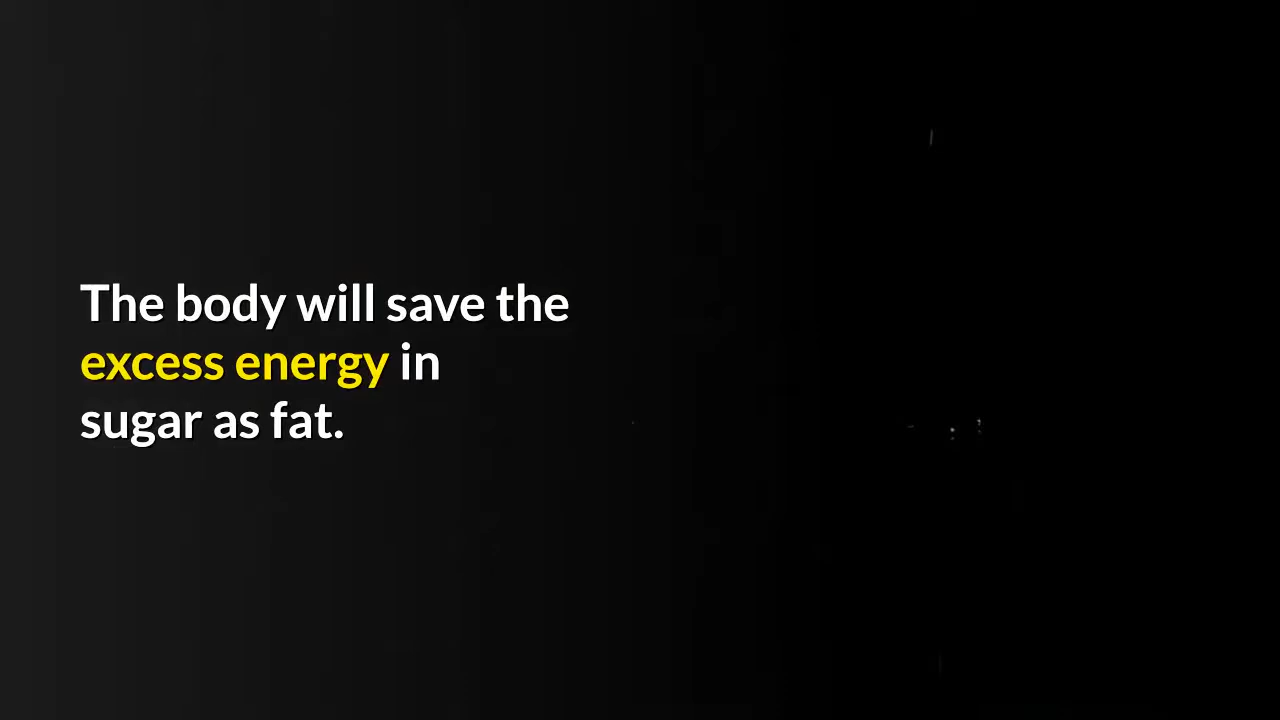 The body will save the
excess energy in
sugar as fat.